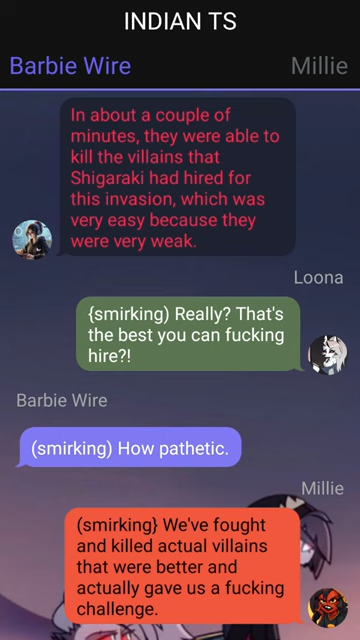 INDIAN TS
Barbie Wire
Millie
In about a couple of
minutes, they were able to
kill the villains that
Shigaraki had hired for
this invasion, which was
very easy because they
were very weak.
Loona
{smirking) Really? That's
the best you can fucking
hire?!
Barbie Wire
(smirking) How pathetic.
Millie
(smirking} We've fought
and killed actual villains
that were better and
actually gave us a fucking
challenge.